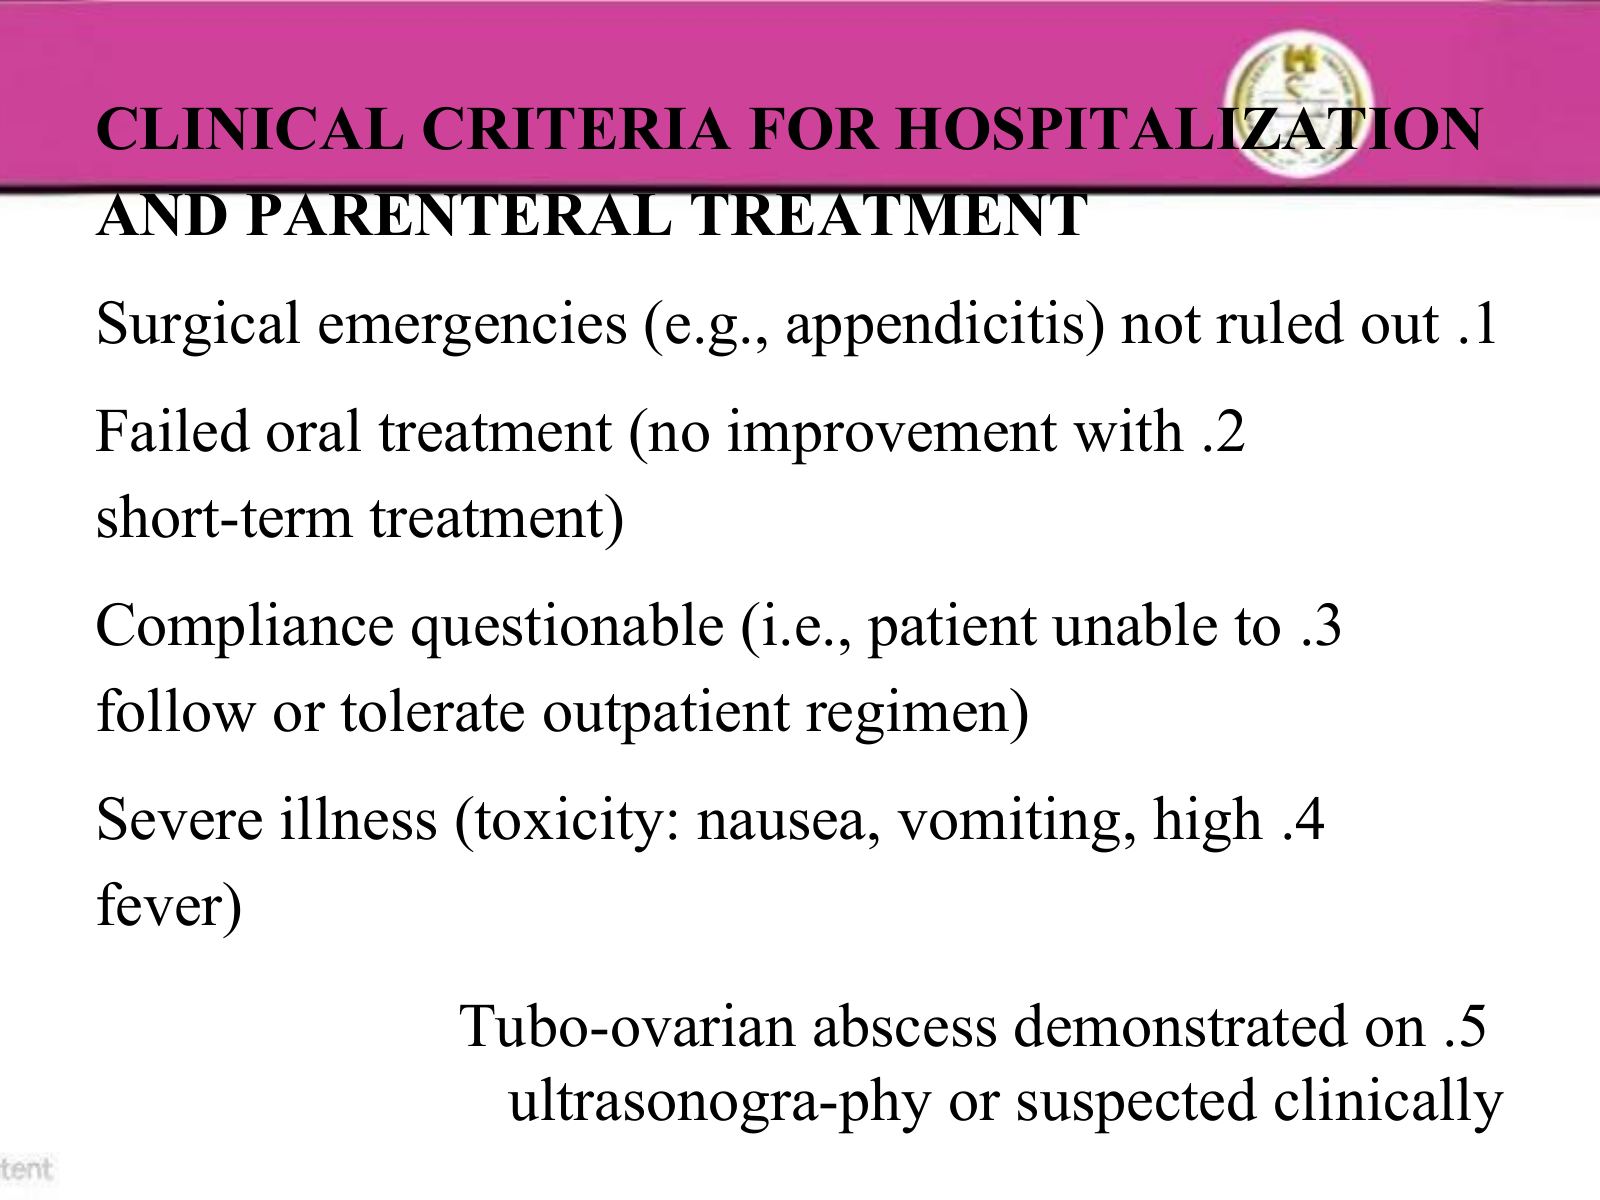 CLINICAL CRITERIA FOR HOSPITALIZATION
AND PARENTERAL TREATMENT
Surgical emergencies (e.g., appendicitis) not ruled out .1
Failed oral treatment (no improvement with .2
short-term treatment)
Compliance questionable (i.e., patient unable to .3
follow or tolerate outpatient regimen)
Severe illness (toxicity: nausea, vomiting, high .4
fever)
Tubo-ovarian abscess demonstrated on .5
ultrasonogra-phy or suspected clinically
tent